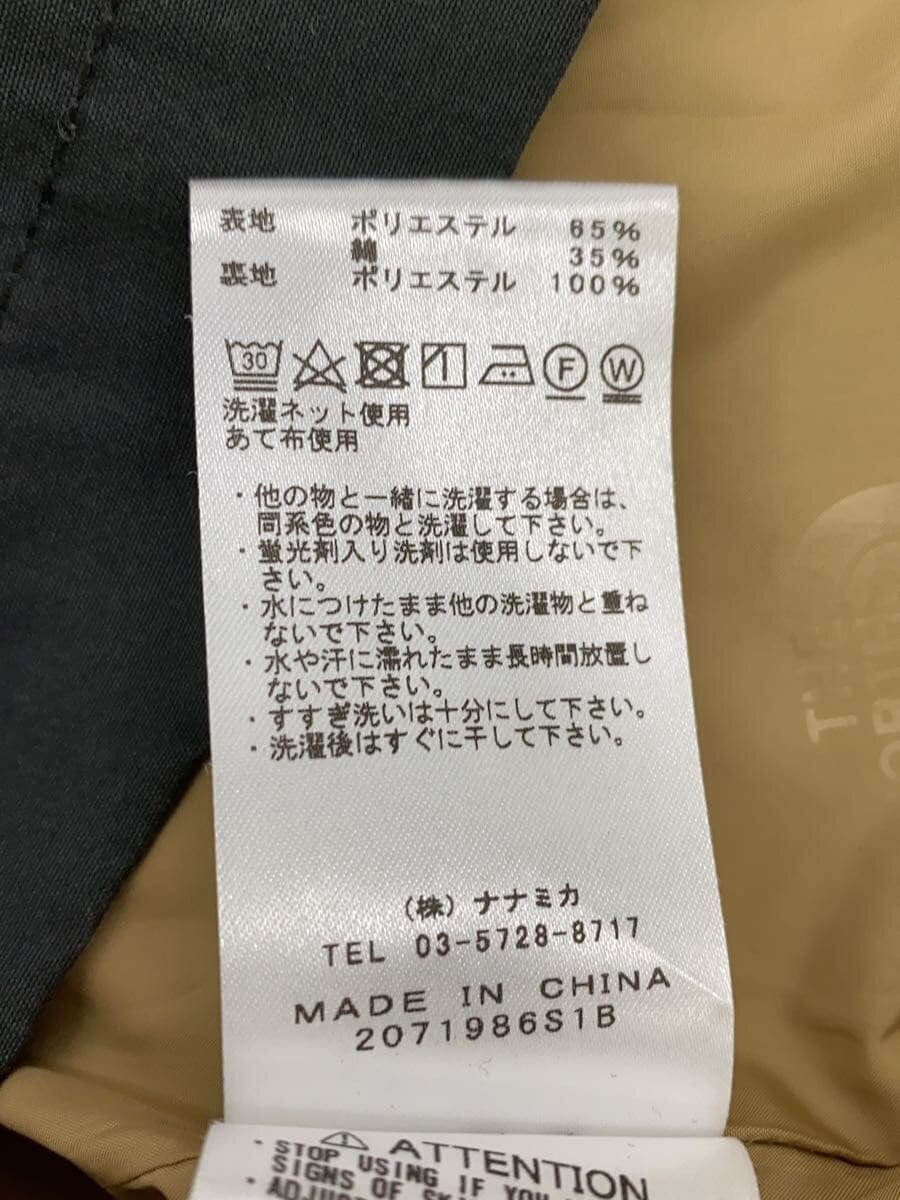 表地 ポリエステル 65%
綿 35%
裏地 ポリエステル 100%
30 F W
洗濯ネット使用
あて布使用
・他の物と一緒に洗濯する場合は、
同系色の物と洗濯して下さい。
・蛍光剤入り洗剤は使用しないで下
さい。
・水につけたまま他の洗濯物と重ね
ないで下さい。
・水や汗に濡れたまま長時間放置し
ないで下さい。
・すすぎ洗いは十分にして下さい。
・洗濯後はすぐに干して下さい。
(株) ナナミカ
TEL 03-5728-8717
MADE IN CHINA
2071986S1B
ATTENTION
・STOP USING IF YOU
SIGNS OF